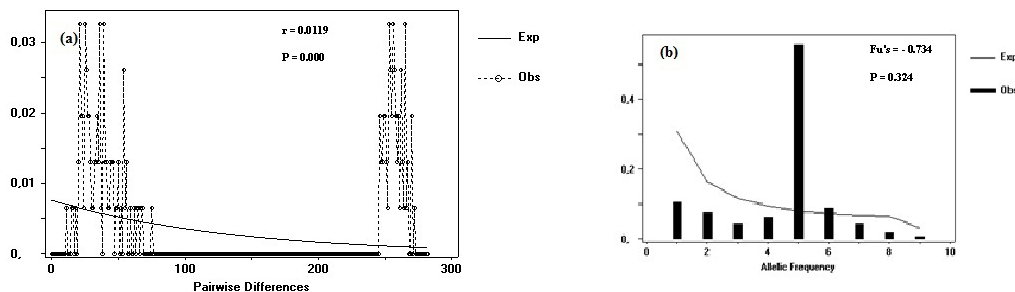 (a)
r = 0.0119
P = 0.000
Exp
Obs
0,03
0,02
0,01
0,
0 100 200 300
Pairwise Differences
(b)
Fu's = - 0.734
P = 0.324
Exp
Obs
0,4
0,2
0,
0 2 4 6 8 10
Allelic Frequency